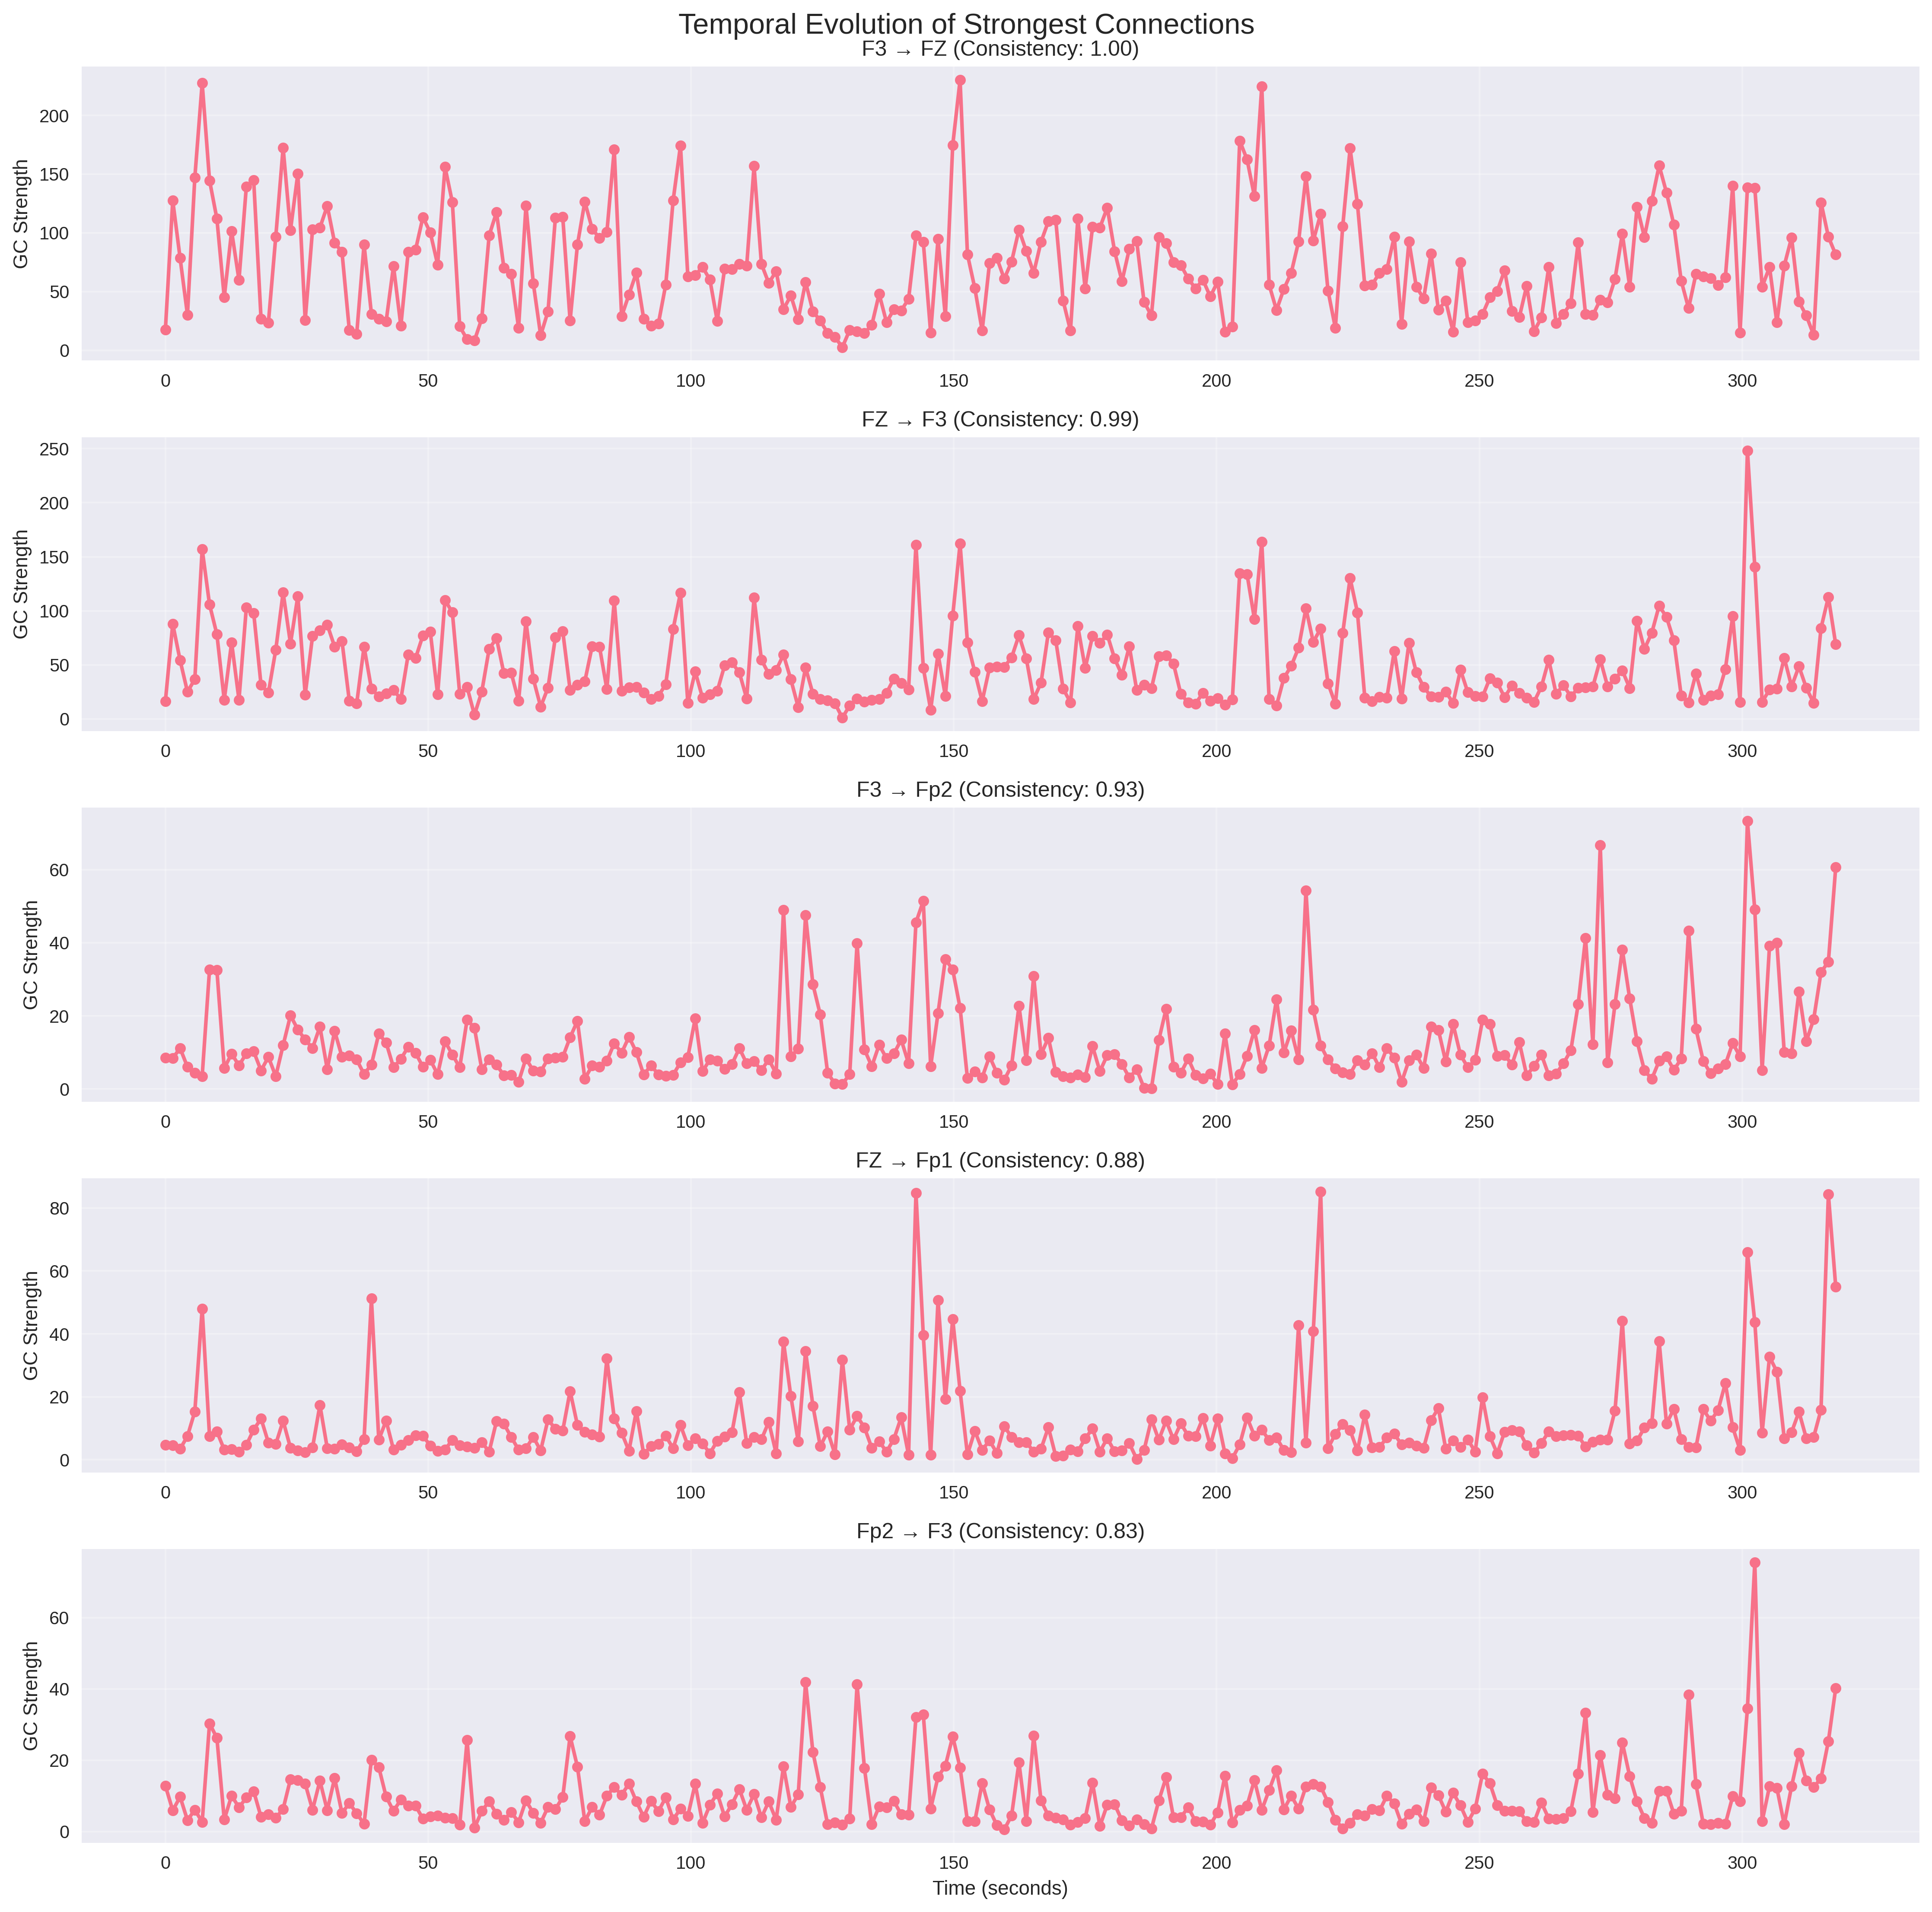 Temporal Evolution of Strongest Connections
F3 → FZ (Consistency: 1.00)
GC Strength
200
150
100
50
0
0 50 100 150 200 250 300
FZ → F3 (Consistency: 0.99)
GC Strength
250
200
150
100
50
0
0 50 100 150 200 250 300
F3 → Fp2 (Consistency: 0.93)
GC Strength
60
40
20
0
0 50 100 150 200 250 300
FZ → Fp1 (Consistency: 0.88)
GC Strength
80
60
40
20
0
0 50 100 150 200 250 300
Fp2 → F3 (Consistency: 0.83)
GC Strength
60
40
20
0
0 50 100 150 200 250 300
Time (seconds)